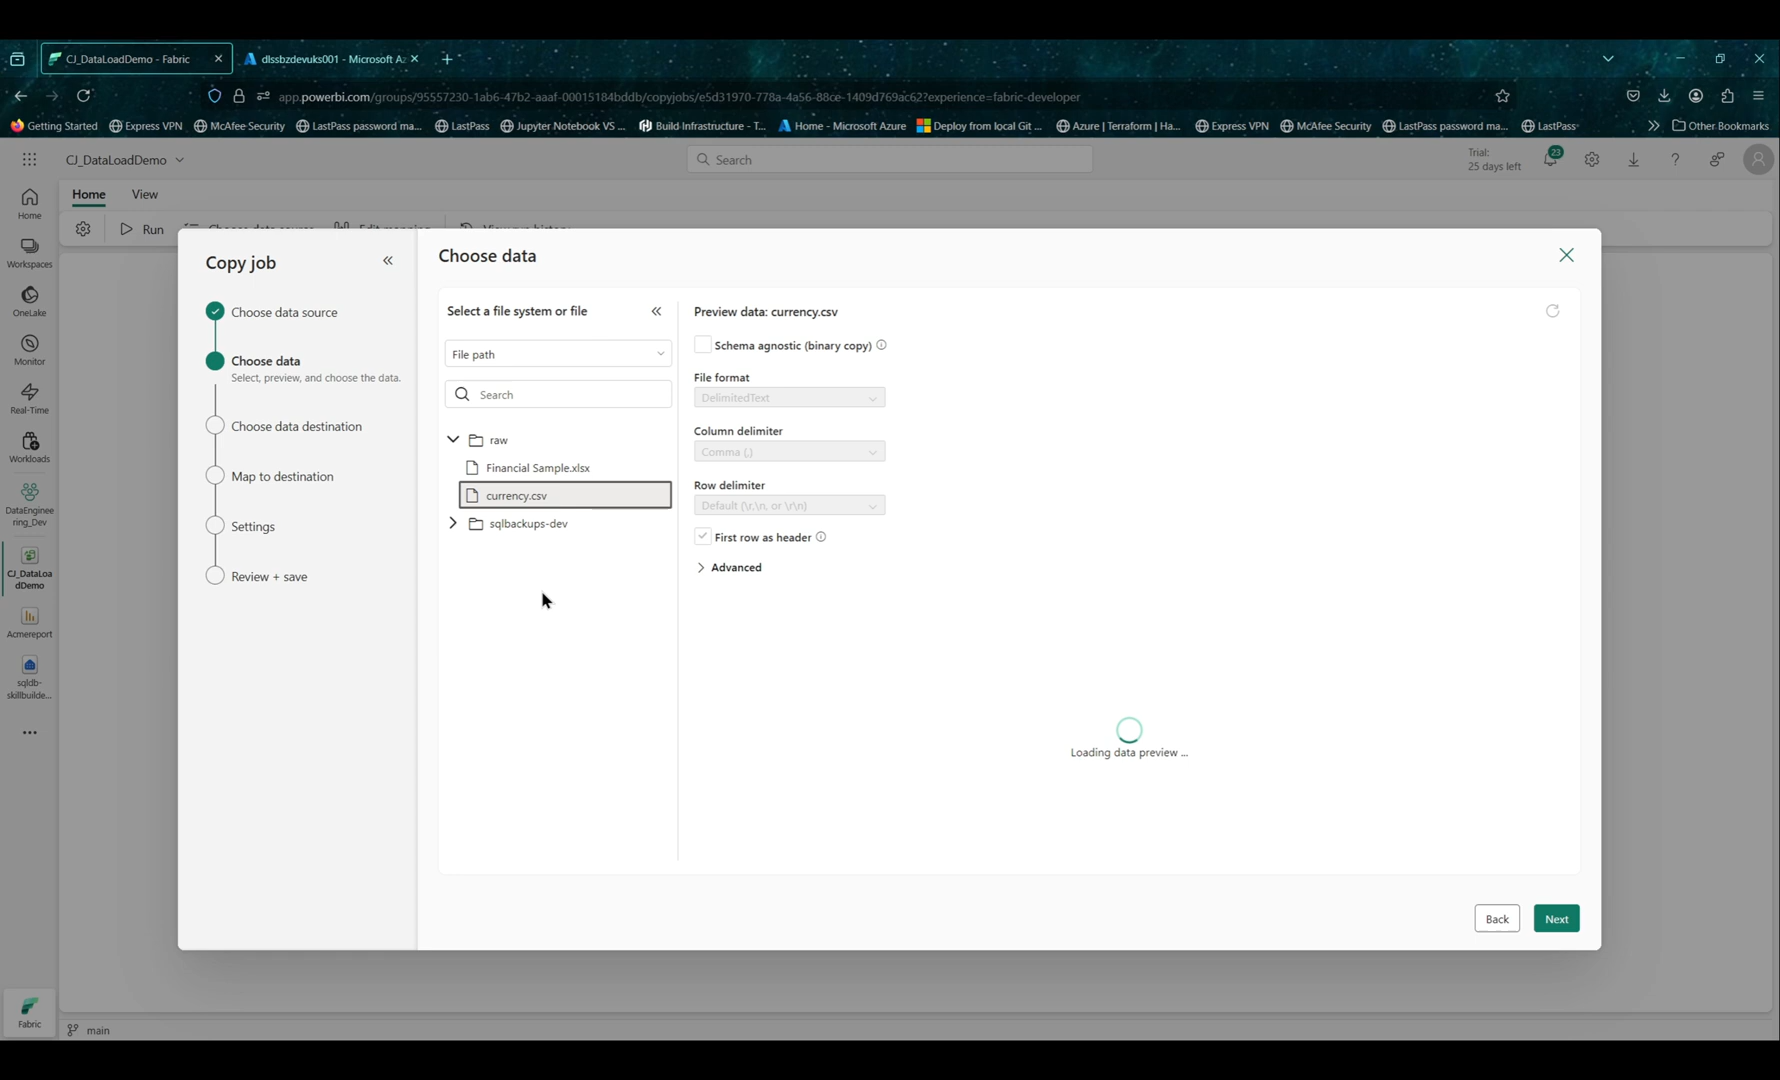 CJ_DataLoadDemo - Fabric
dlssbzdevuks001 - Microsoft Az
app.powerbi.com/groups/95557230-1ab6-47b2-aaaf-00015184bddb/copyjobs/e5d31970-778a-4a56-88ce-1409d769ac62?experience=fabric-developer
Getting Started
Express VPN
McAfee Security
LastPass password ma...
LastPass
Jupyter Notebook VS ...
Build Infrastructure - T...
Home - Microsoft Azure
Deploy from local Git ...
Azure | Terraform | Ha...
Express VPN
McAfee Security
LastPass password ma...
LastPass
Other Bookmarks
CJ_DataLoadDemo
Search
Trial:
25 days left
23
Home
View
Run
Home
Workspaces
OneLake
Monitor
Real-Time
Workloads
DataEnginee
ring_Dev
CJ_DataLoa
dDemo
Acmereport
sqldb-
skillbuilde...
Fabric
Copy job
Choose data source
Choose data
Select, preview, and choose the data.
Choose data destination
Map to destination
Settings
Review + save
Choose data
Select a file system or file
File path
Search
raw
Financial Sample.xlsx
currency.csv
sqlbackups-dev
Preview data: currency.csv
Schema agnostic (binary copy)
File format
DelimitedText
Column delimiter
Comma (,)
Row delimiter
Default (\r,\n, or \r\n)
First row as header
Advanced
Loading data preview ...
Back
Next
main